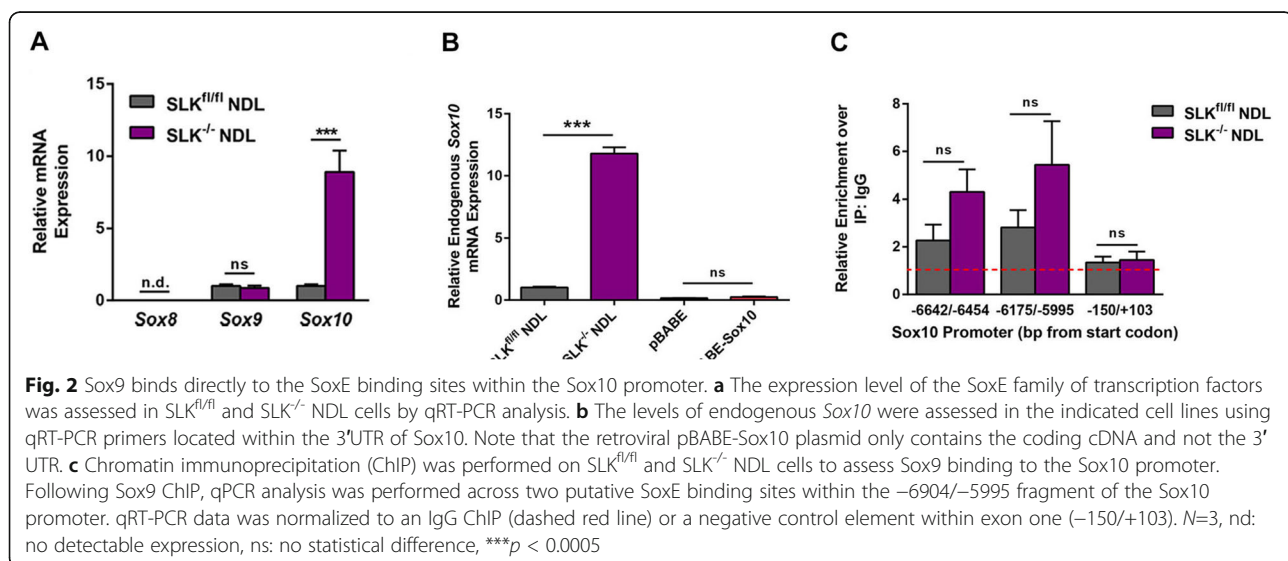 A
Relative mRNA
Expression
15
10
5
0
SLK^fl/fl NDL
SLK^-/- NDL
n.d.
ns
***
Sox8 Sox9 Sox10
B
Relative Endogenous Sox10
mRNA Expression
15
10
5
0
***
ns
SLK^fl/fl NDL
SLK^-/- NDL
pBABE
ABE-Sox10
C
Relative Enrichment over
IP: IgG
8
6
4
2
0
ns
ns
ns
SLK^fl/fl NDL
SLK^-/- NDL
-6642/-6454 -6175/-5995 -150/+103
Sox10 Promoter (bp from start codon)
Fig. 2 Sox9 binds directly to the SoxE binding sites within the Sox10 promoter. a The expression level of the SoxE family of transcription factors
was assessed in SLK^fl/fl and SLK^-/- NDL cells by qRT-PCR analysis. b The levels of endogenous Sox10 were assessed in the indicated cell lines using
qRT-PCR primers located within the 3′UTR of Sox10. Note that the retroviral pBABE-Sox10 plasmid only contains the coding cDNA and not the 3′
UTR. c Chromatin immunoprecipitation (ChIP) was performed on SLK^fl/fl and SLK^-/- NDL cells to assess Sox9 binding to the Sox10 promoter.
Following Sox9 ChIP, qPCR analysis was performed across two putative SoxE binding sites within the −6904/−5995 fragment of the Sox10
promoter. qRT-PCR data was normalized to an IgG ChIP (dashed red line) or a negative control element within exon one (−150/+103). N=3, nd:
no detectable expression, ns: no statistical difference, ***p < 0.0005